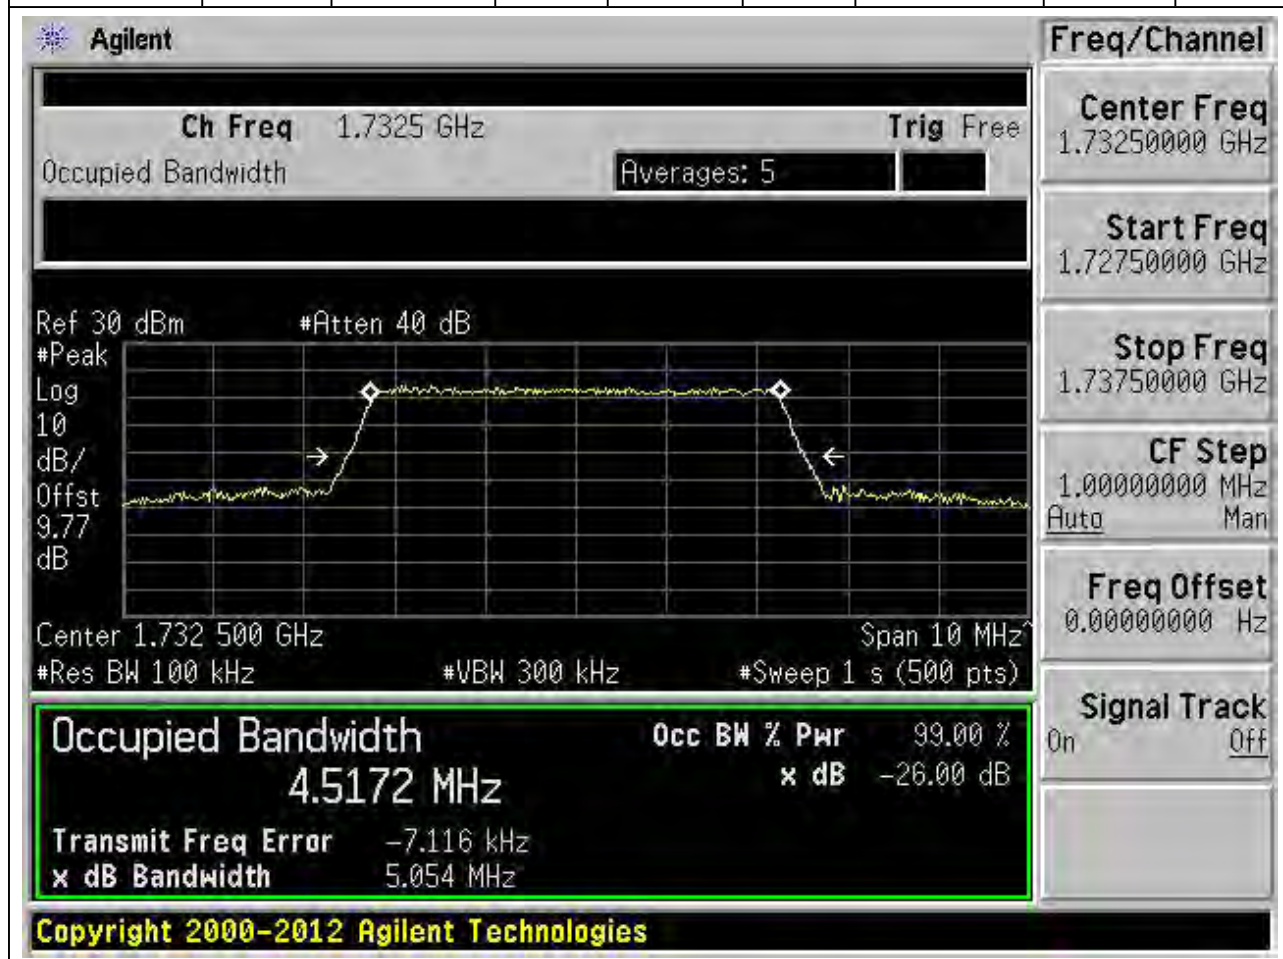 Agilent
Freq/Channel
Ch Freq 1.7325 GHz Trig Free
Occupied Bandwidth Averages: 5
Center Freq
1.73250000 GHz
Start Freq
1.72750000 GHz
Stop Freq
1.73750000 GHz
CF Step
1.00000000 MHz
Auto Man
Freq Offset
0.00000000 Hz
Signal Track
On Off
Ref 30 dBm #Atten 40 dB
#Peak
Log
10
dB/
Offst
9.77
dB
Center 1.732 500 GHz Span 10 MHz^
#Res BW 100 kHz #VBW 300 kHz #Sweep 1 s (500 pts)
Occupied Bandwidth Occ BW % Pwr 99.00 %
4.5172 MHz x dB -26.00 dB
Transmit Freq Error -7.116 kHz
x dB Bandwidth 5.054 MHz
Copyright 2000-2012 Agilent Technologies